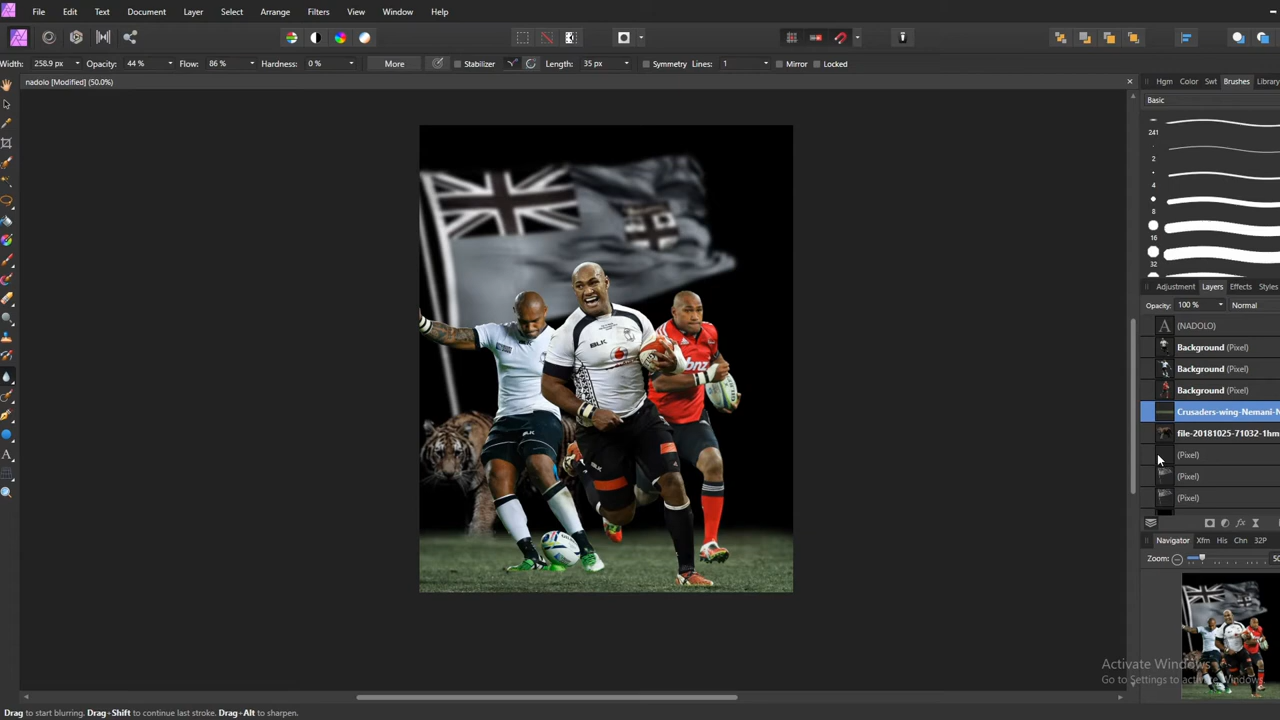 File Edit Text Document Layer Select Arrange Filters View Window Help
Width: 258.9 px Opacity: 44 % Flow: 86 % Hardness: 0 % More Stabilizer Length: 35 px Symmetry Lines: 1 Mirror Locked
nadolo [Modified] (50.0%)
Hgm Color Swt Brushes Library
Basic
241
2
4
8
16
32
Adjustment Layers Effects Styles
Opacity: 100 % Normal
(NADOLO)
Background (Pixel)
Background (Pixel)
Background (Pixel)
Crusaders-wing-Nemani-N
file-20181025-71032-1hm
(Pixel)
(Pixel)
(Pixel)
Navigator Xfm His Chn 32P
Zoom: 50
BLK
bnz
Activate Windows
Go to Settings to activate Windows.
Drag to start blurring. Drag+Shift to continue last stroke. Drag+Alt to sharpen.